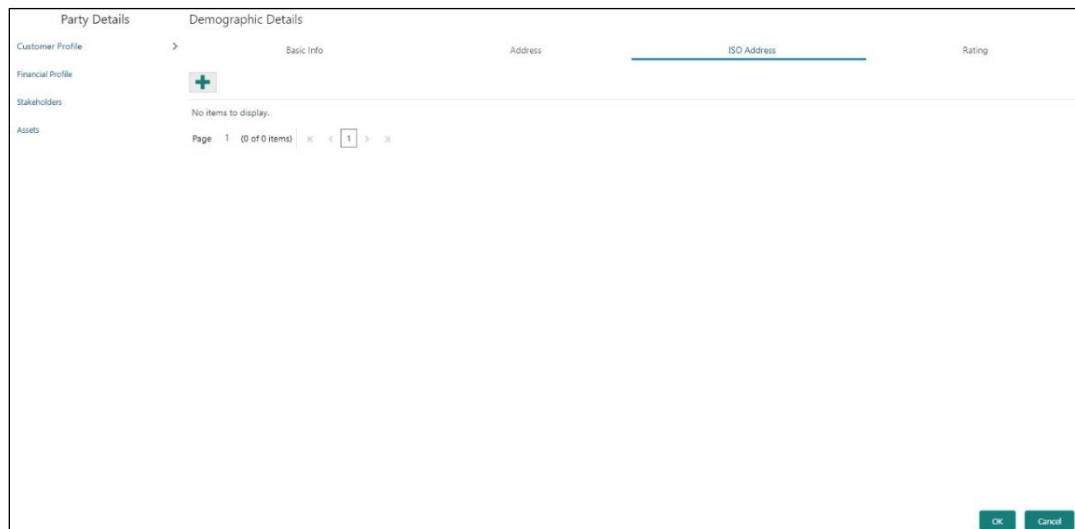 Party Details
Demographic Details
Customer Profile
Basic Info
Address
ISO Address
Rating
Financial Profile
Stakeholders
No items to display.
Assets
Page 1 (0 of 0 items) 1
OK
Cancel